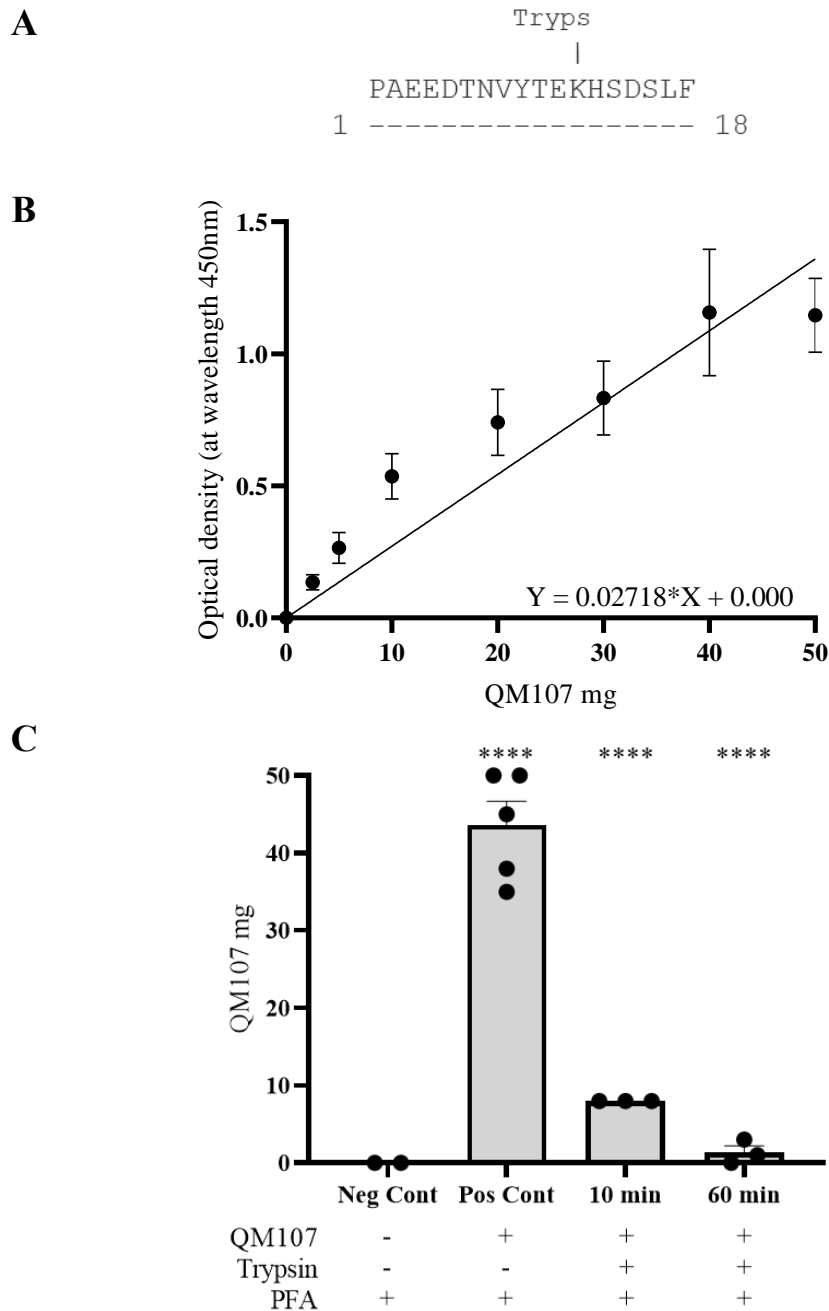 A
Tryps
|
PAEEDTNVYTEKHSDSLF
1 ------------------ 18
B
Optical density (at wavelength 450nm)
1.5
1.0
0.5
0.0
Y = 0.02718*X + 0.000
0 10 20 30 40 50
QM107 mg
C
**** **** ****
QM107 mg
50
40
30
20
10
0
Neg Cont Pos Cont 10 min 60 min
QM107 - + + +
Trypsin - - + +
PFA + + + +